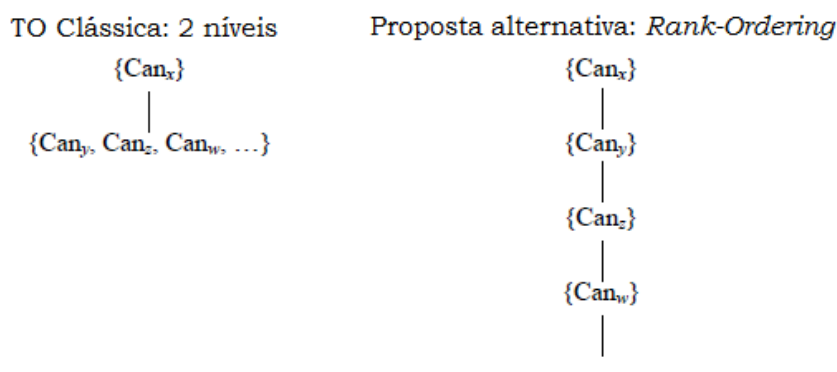 TO Clássica: 2 níveis
{Canx}
{Cany, Canz, Canw, ...}
Proposta alternativa: Rank-Ordering
{Canx}
{Cany}
{Canz}
{Canw}